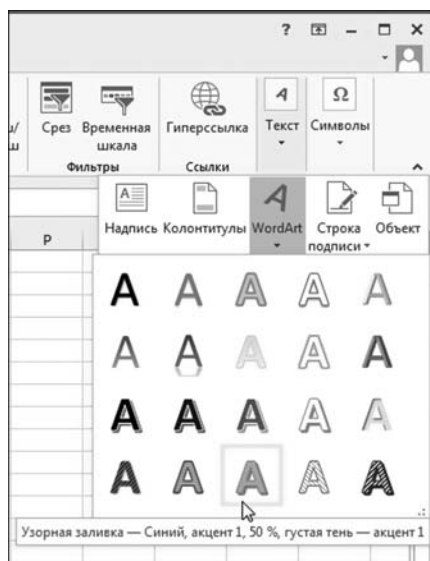 ?
и/
ш
Срез
Временная
шкала
Гиперссылка
Текст
Символы
Ω
Фильтры
Ссылки
Надпись
Колонтитулы
WordArt
Строка
подписи
Объект
P
A A A A A
A A A A A
A A A A A
A A A A A
Узорная заливка — Синий, акцент 1, 50 %, густая тень — акцент 1